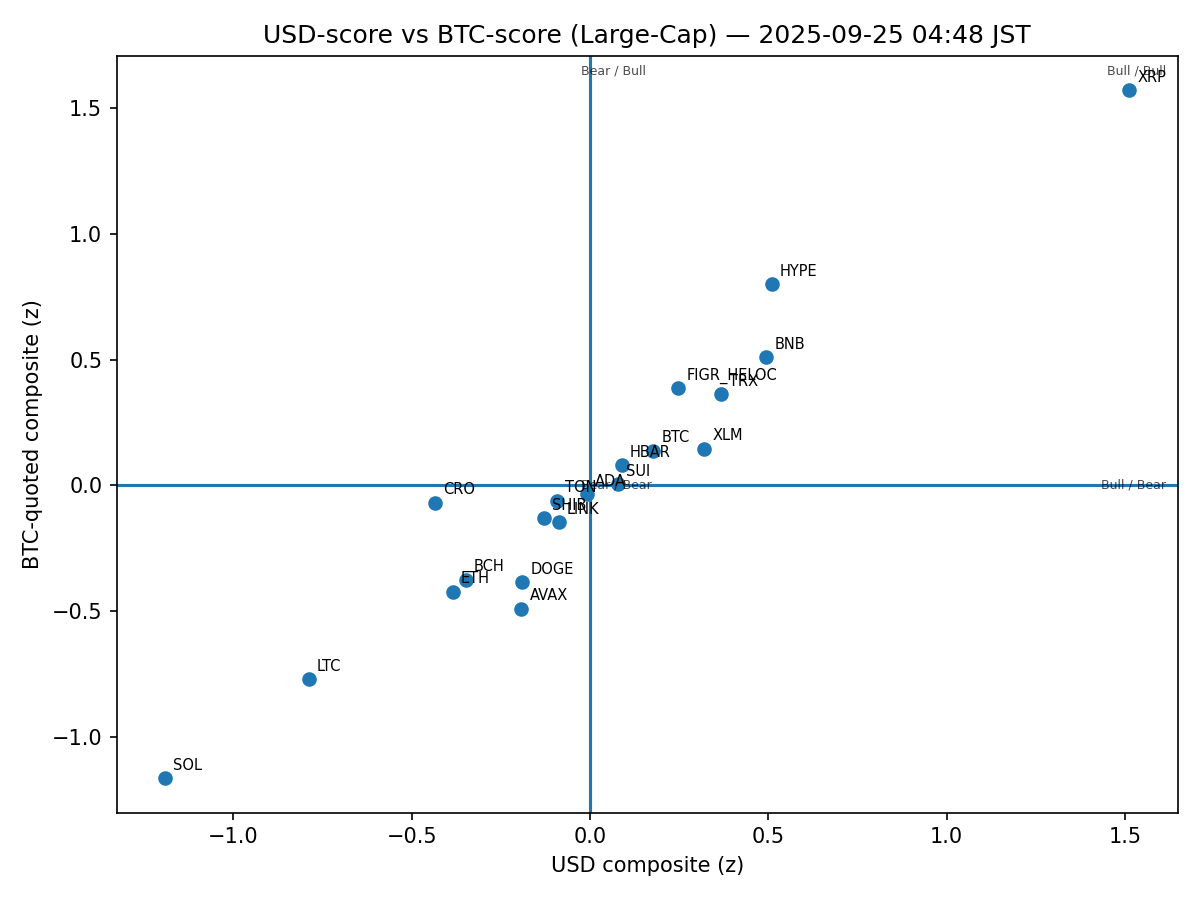 USD-score vs BTC-score (Large-Cap) — 2025-09-25 04:48 JST
Bear / Bull
Bull / Bull
XRP
1.5
1.0
HYPE
0.5
BNB
FIGR_HELOC
TRX
BTC
XLM
HBAR
SUI
ADA
0.0
CRO
TON
Bear / Bear
Bull / Bear
SHIB
LINK
−0.5
BCH
ETH
DOGE
AVAX
LTC
−1.0
SOL
−1.0
−0.5
0.0
0.5
1.0
1.5
USD composite (z)
BTC-quoted composite (z)